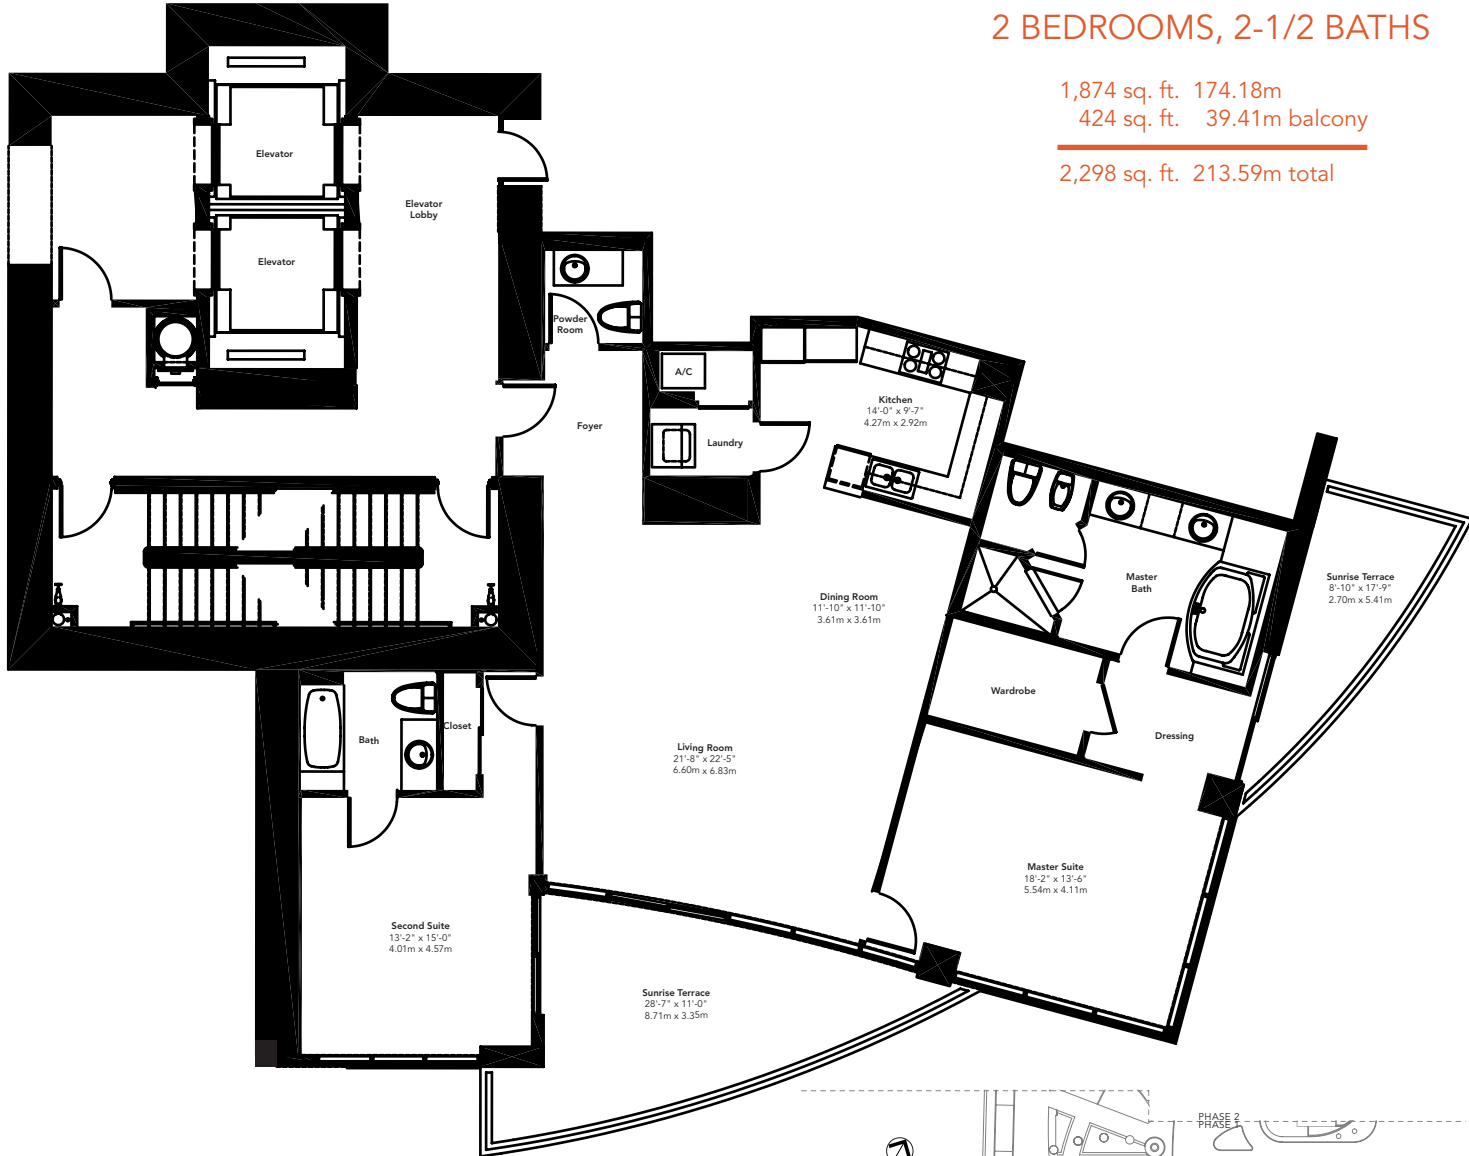 2 BEDROOMS, 2-1/2 BATHS
1,874 sq. ft. 174.18m
424 sq. ft. 39.41m balcony
2,298 sq. ft. 213.59m total
Elevator
Elevator
Lobby
Elevator
Powder
Room
A/C
Kitchen
14'-0" x 9'-7"
4.27m x 2.92m
Foyer
Laundry
Master
Bath
Sunrise Terrace
8'-10" x 17'-9"
2.70m x 5.41m
Dining Room
11'-10" x 11'-10"
3.61m x 3.61m
Wardrobe
Closet
Bath
Dressing
Living Room
21'-8" x 22'-5"
6.60m x 6.83m
Master Suite
18'-2" x 13'-6"
5.54m x 4.11m
Second Suite
13'-2" x 15'-0"
4.01m x 4.57m
Sunrise Terrace
28'-7" x 11'-0"
8.71m x 3.35m
PHASE 2
PHASE 1